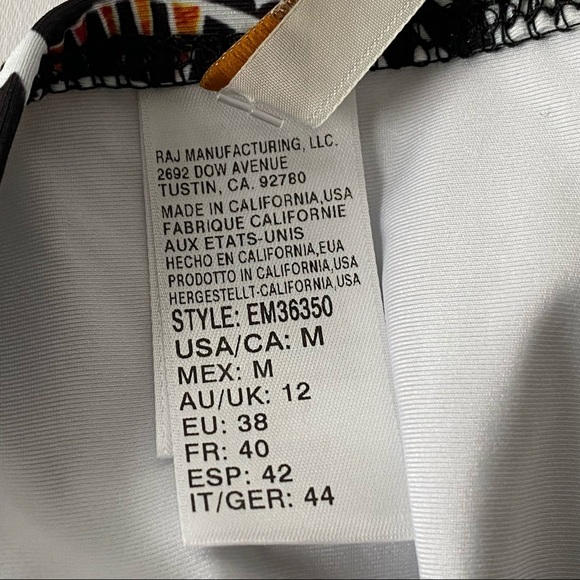 RAJ MANUFACTURING, LLC.
2692 DOW AVENUE
TUSTIN, CA. 92780
MADE IN CALIFORNIA,USA
FABRIQUE CALIFORNIE
AUX ETATS-UNIS
HECHO EN CALIFORNIA,EUA
PRODOTTO IN CALIFORNIA,USA
HERGESTELLT-CALIFORNIA,USA
STYLE: EM36350
USA/CA: M
MEX: M
AU/UK: 12
EU: 38
FR: 40
ESP: 42
IT/GER: 44